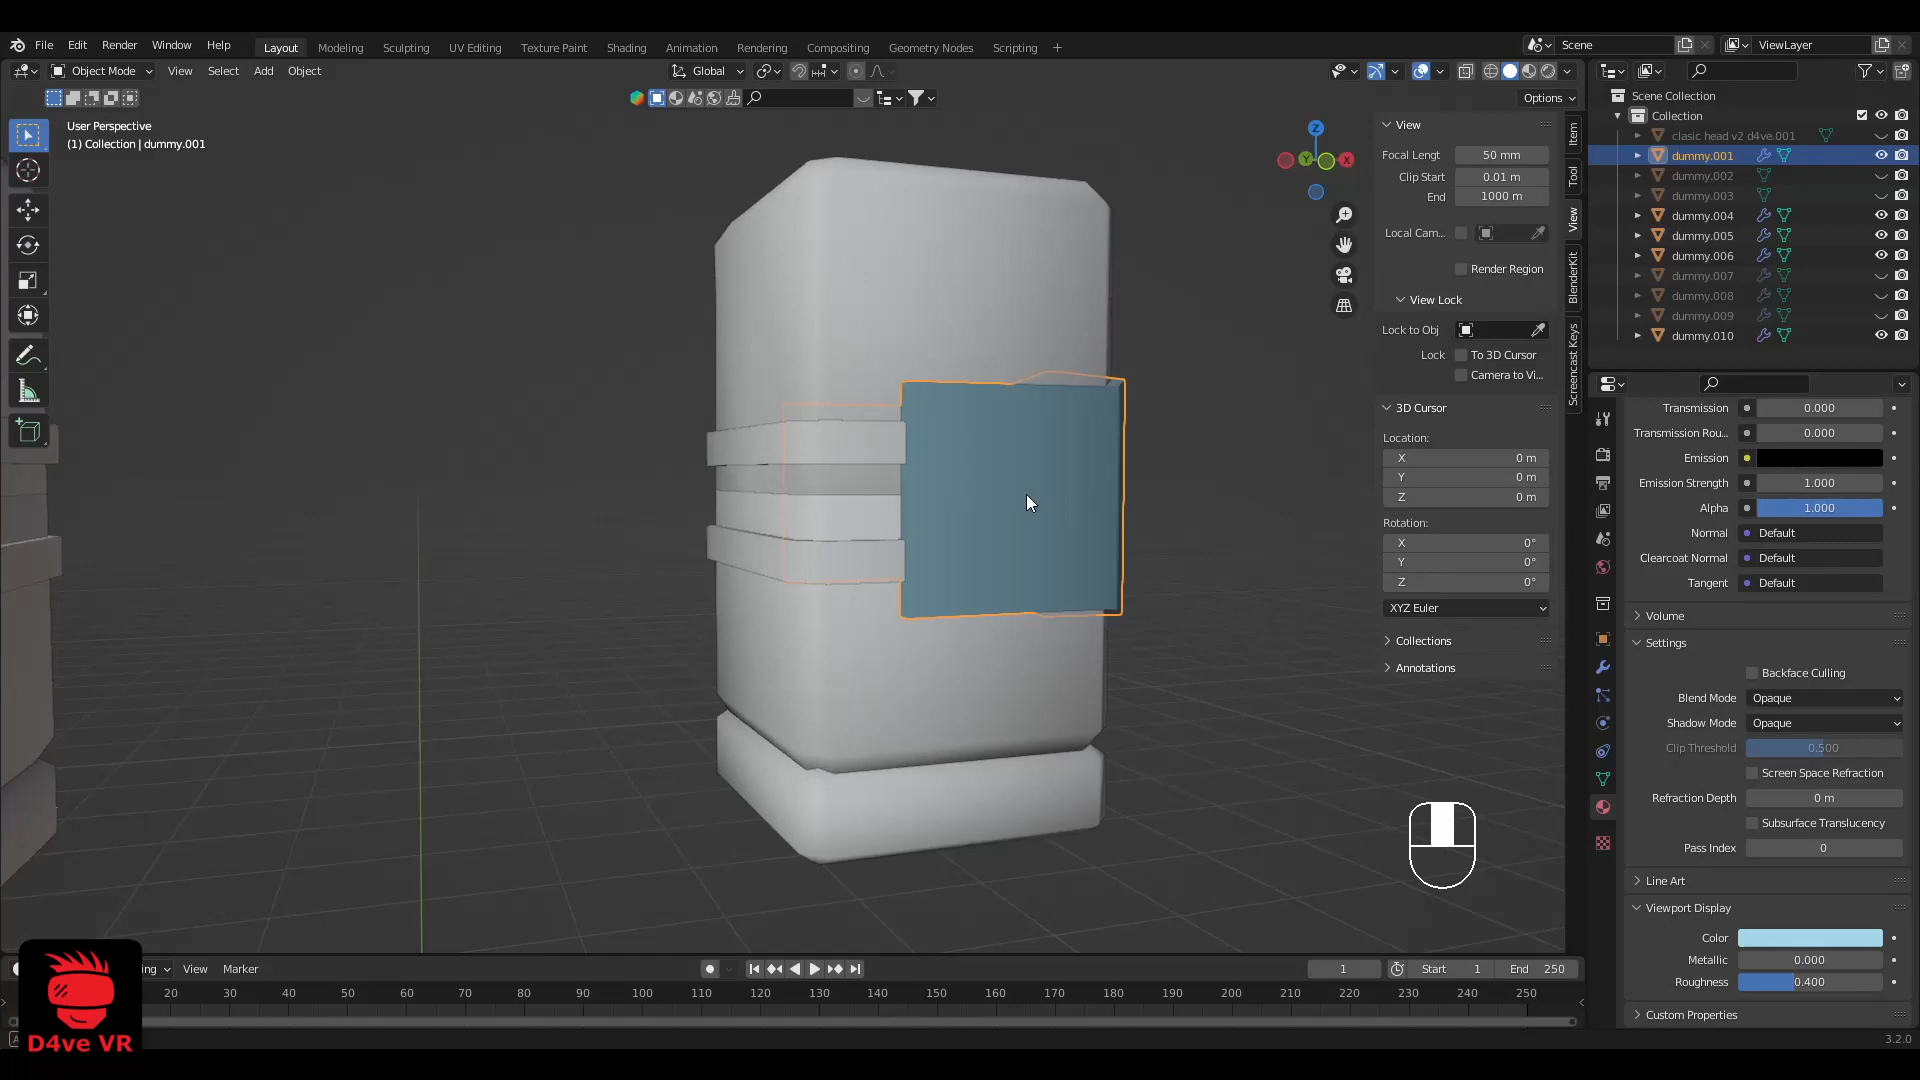 File Edit Render Window Help Layout Modeling Sculpting UV Editing Texture Paint Shading Animation Rendering Compositing Geometry Nodes Scripting + Scene ViewLayer
Object Mode View Select Add Object Global
Options
User Perspective
(1) Collection | dummy.001
Z
Y
X
View
Focal Lengt 50 mm
Clip Start 0.01 m
End 1000 m
Local Cam...
Render Region
View Lock
Lock to Obj
Lock To 3D Cursor
Camera to Vi...
3D Cursor
Location:
X 0 m
Y 0 m
Z 0 m
Rotation:
X 0°
Y 0°
Z 0°
XYZ Euler
Collections
Annotations
Item
Tool
View
BlenderKit
Screencast Keys
Scene Collection
Collection
clasic head v2 d4ve.001
dummy.001
dummy.002
dummy.003
dummy.004
dummy.005
dummy.006
dummy.007
dummy.008
dummy.009
dummy.010
Transmission 0.000
Transmission Rou... 0.000
Emission
Emission Strength 1.000
Alpha 1.000
Normal Default
Clearcoat Normal Default
Tangent Default
Volume
Settings
Backface Culling
Blend Mode Opaque
Shadow Mode Opaque
Clip Threshold 0.500
Screen Space Refraction
Refraction Depth 0 m
Subsurface Translucency
Pass Index 0
Line Art
Viewport Display
Color
Metallic 0.000
Roughness 0.400
Custom Properties
ing View Marker 1 Start 1 End 250
20 30 40 50 60 70 80 90 100 110 120 130 140 150 160 170 180 190 200 210 220 230 240 250
D4ve VR
3.2.0